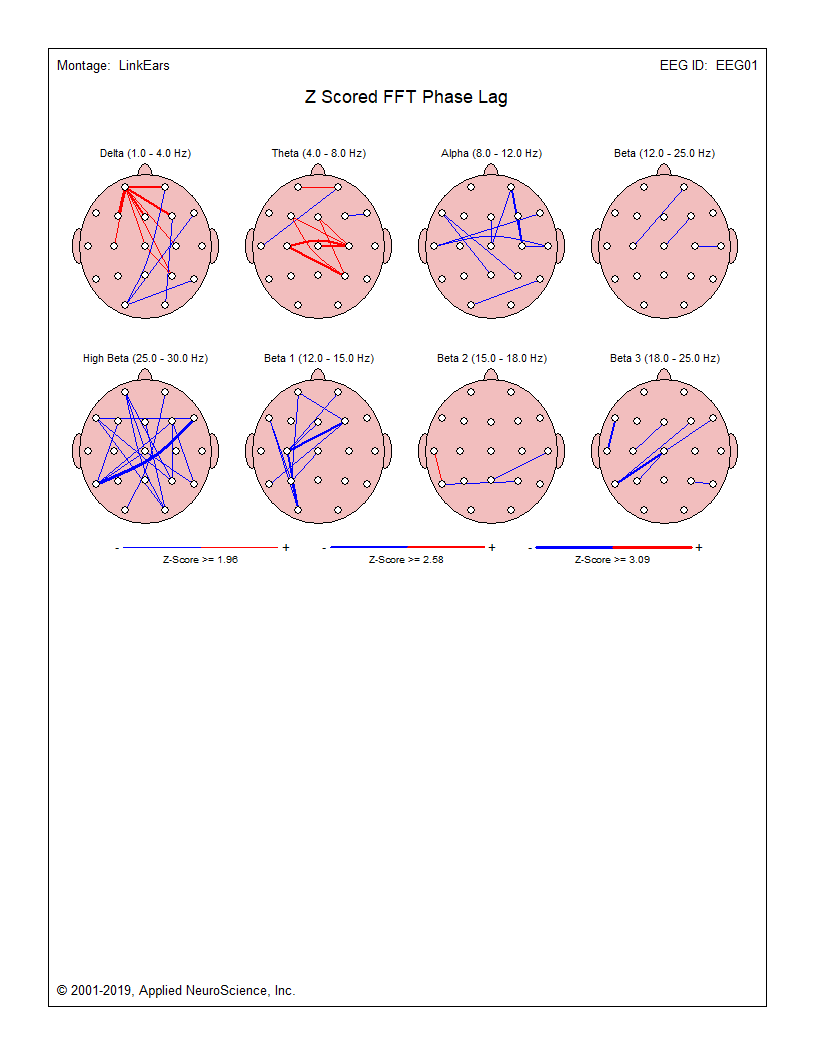 Montage: LinkEars
EEG ID: EEG01
Z Scored FFT Phase Lag
Delta (1.0 - 4.0 Hz)
Theta (4.0 - 8.0 Hz)
Alpha (8.0 - 12.0 Hz)
Beta (12.0 - 25.0 Hz)
High Beta (25.0 - 30.0 Hz)
Beta 1 (12.0 - 15.0 Hz)
Beta 2 (15.0 - 18.0 Hz)
Beta 3 (18.0 - 25.0 Hz)
- +
Z-Score >= 1.96
- +
Z-Score >= 2.58
- +
Z-Score >= 3.09
© 2001-2019, Applied NeuroScience, Inc.